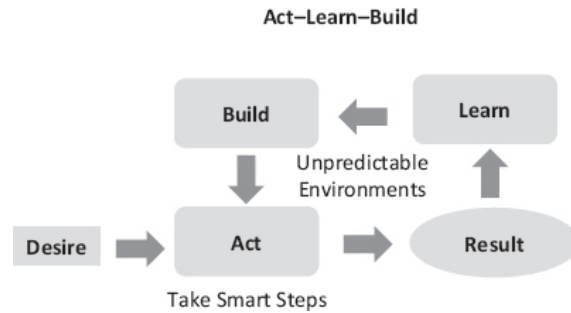 Act–Learn–Build
Build
Learn
Unpredictable
Environments
Desire
Act
Result
Take Smart Steps